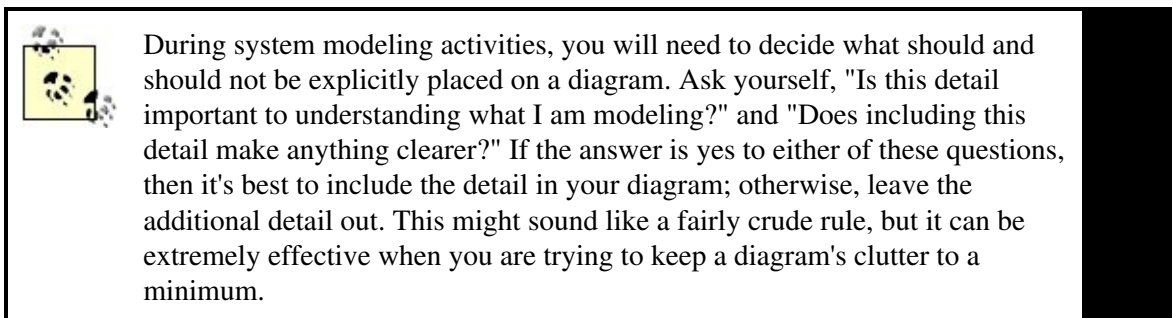 During system modeling activities, you will need to decide what should and
should not be explicitly placed on a diagram. Ask yourself, "Is this detail
important to understanding what I am modeling?" and "Does including this
detail make anything clearer?" If the answer is yes to either of these questions,
then it's best to include the detail in your diagram; otherwise, leave the
additional detail out. This might sound like a fairly crude rule, but it can be
extremely effective when you are trying to keep a diagram's clutter to a
minimum.